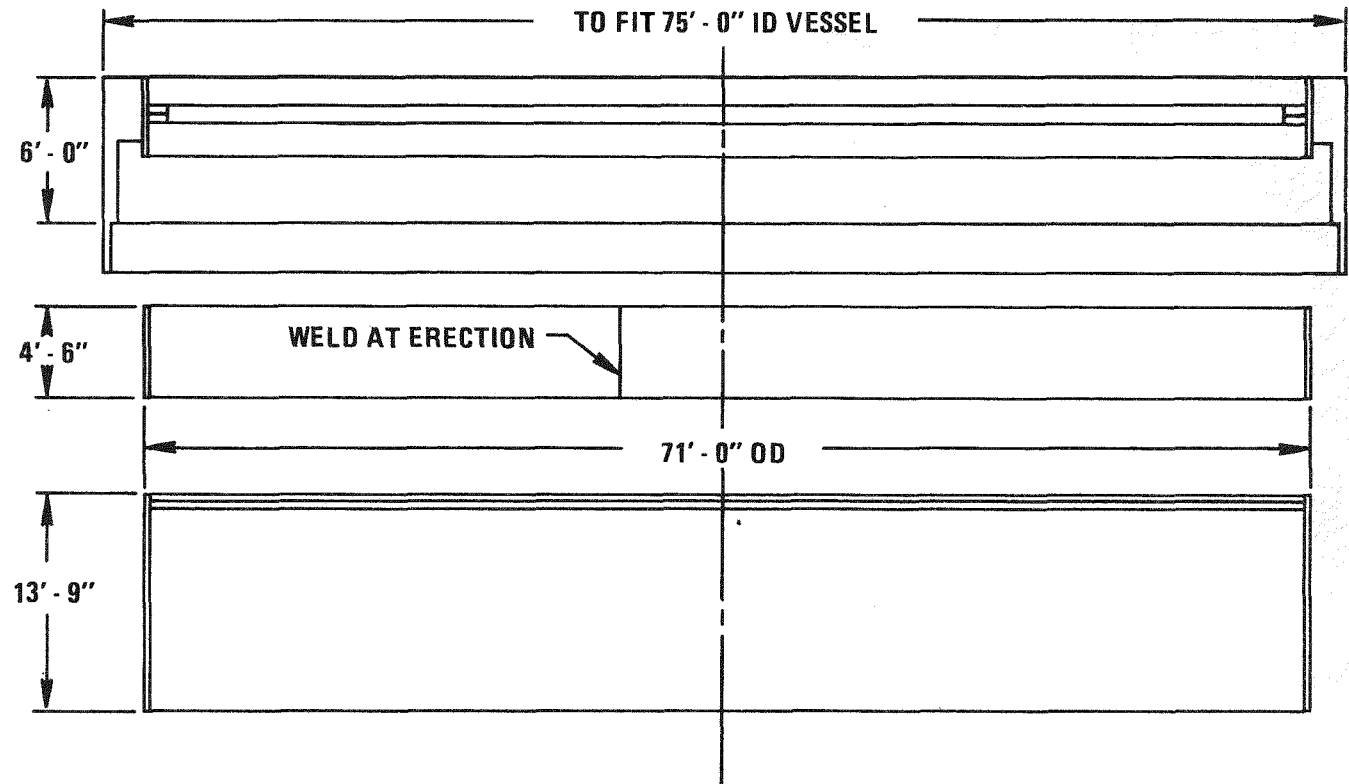 TO FIT 75' - 0" ID VESSEL
6' - 0"
4' - 6"
WELD AT ERECTION
71' - 0" OD
13' - 9"